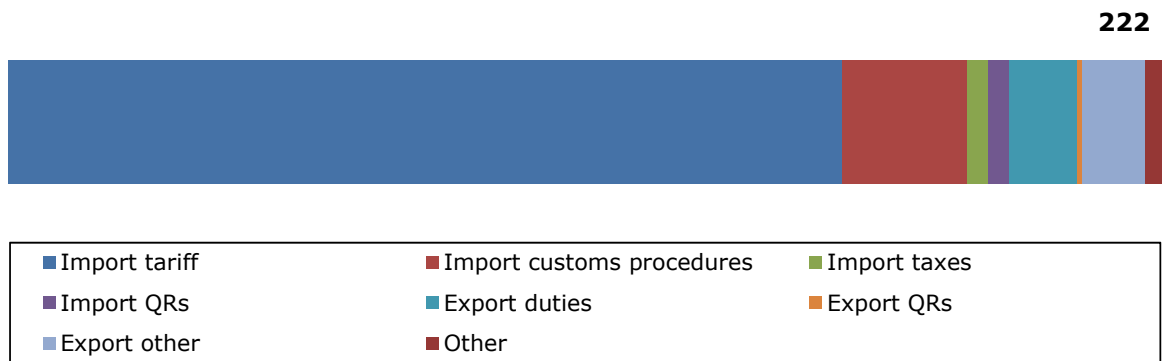 222
Import tariff Import customs procedures Import taxes
Import QRs Export duties Export QRs
Export other Other